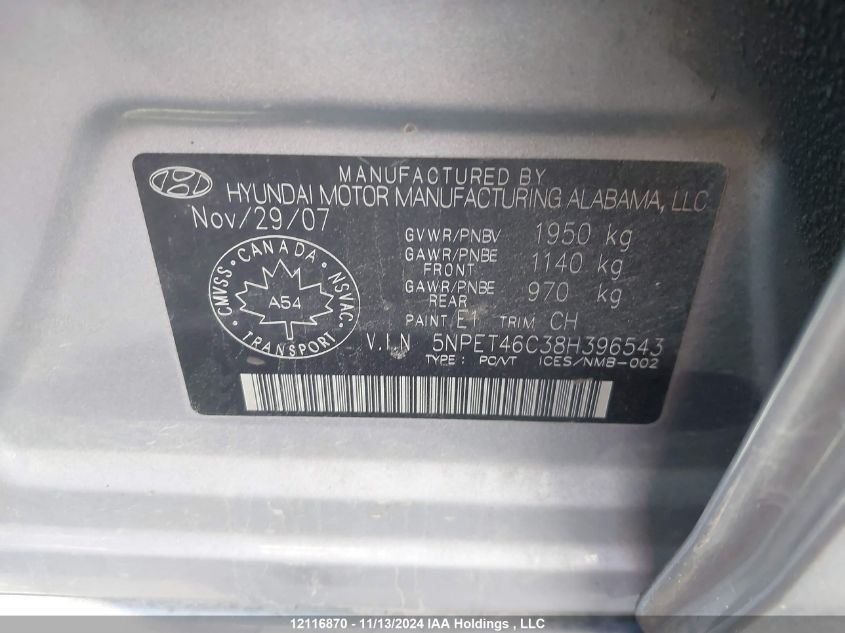 MANUFACTURED BY
HYUNDAI MOTOR MANUFACTURING ALABAMA, LLC
Nov/29/07
GVWR/PNBV 1950 kg
GAWR/PNBE FRONT 1140 kg
GAWR/PNBE REAR 970 kg
PAINT E1 TRIM CH
CANADA
CMVSS NSVAC
A54
TRANSPORT
V.I.N 5NPET46C38H396543
TYPE: PC/VT ICES/NMB-002
12116870 - 11/13/2024 IAA Holdings , LLC